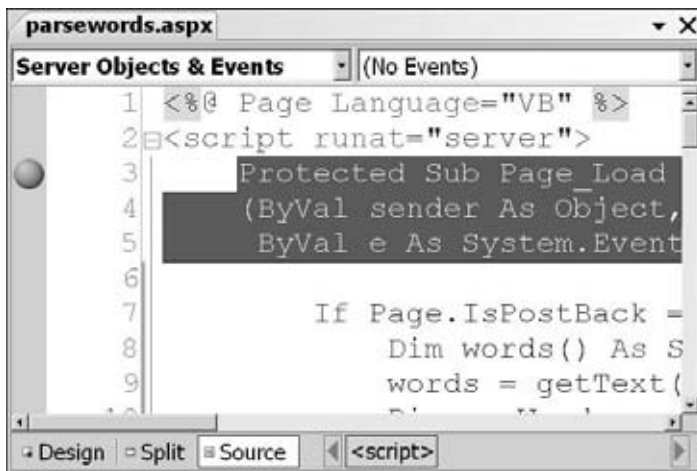 parsewords.aspx
Server Objects & Events (No Events)
1 <%@ Page Language="VB" %>
2 <script runat="server">
3 Protected Sub Page_Load
4 (ByVal sender As Object,
5 ByVal e As System.Event
6
7 If Page.IsPostBack =
8 Dim words() As S
9 words = getText(
Design Split Source <script>